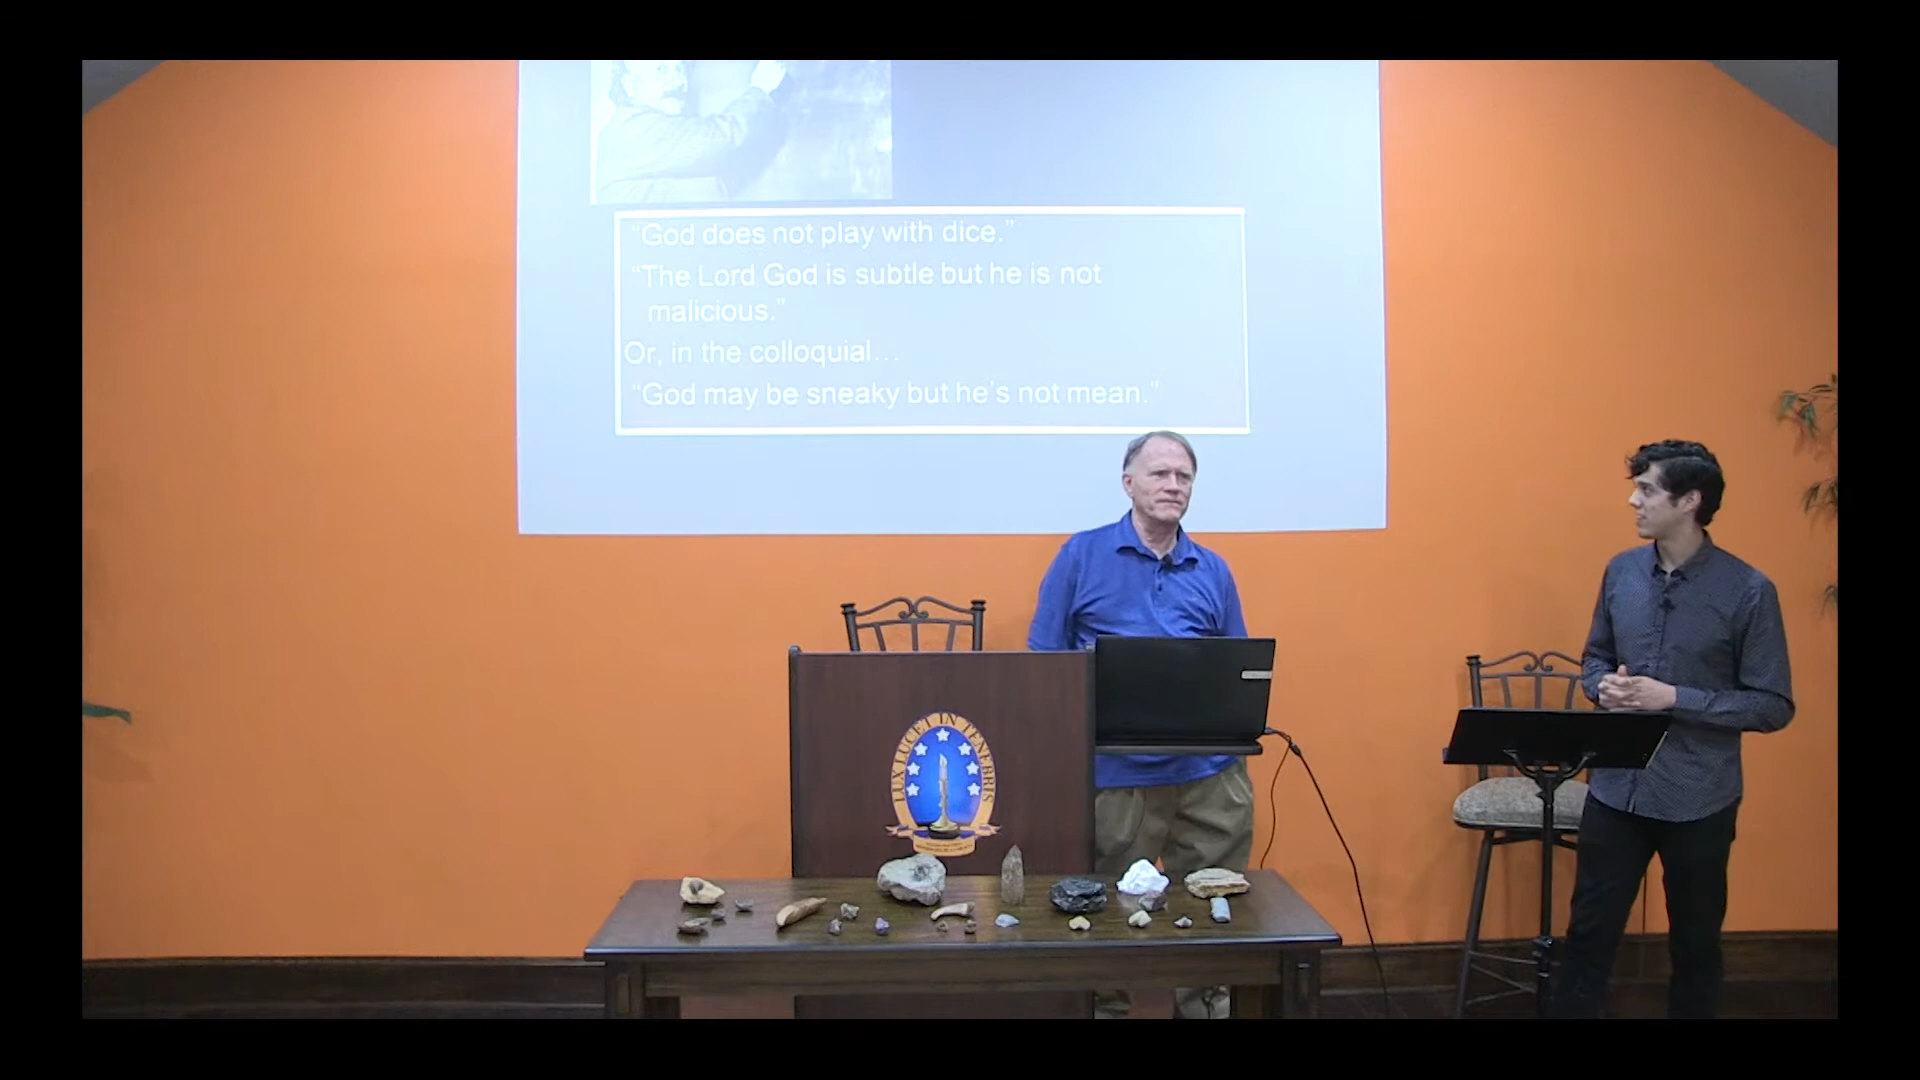 “God does not play with dice.”
“The Lord God is subtle but he is not
malicious.”
Or, in the colloquial…
“God may be sneaky but he’s not mean.”
LUX LUCET IN TENEBRIS